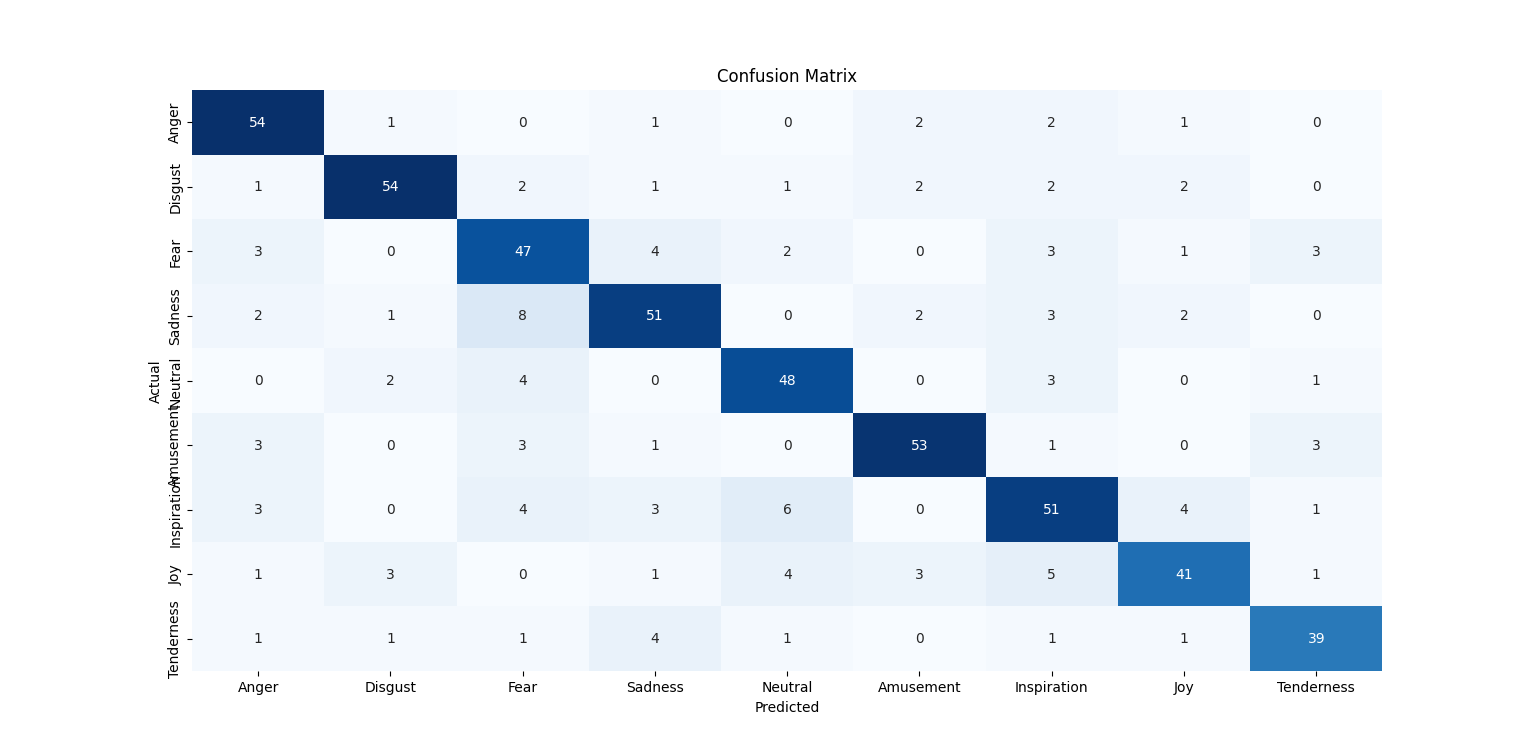 Confusion Matrix
Anger 54 1 0 1 0 2 2 1 0
Disgust 1 54 2 1 1 2 2 2 0
Fear 3 0 47 4 2 0 3 1 3
Sadness 2 1 8 51 0 2 3 2 0
Actual
Neutral 0 2 4 0 48 0 3 0 1
Amusement 3 0 3 1 0 53 1 0 3
Inspiration 3 0 4 3 6 0 51 4 1
Joy 1 3 0 1 4 3 5 41 1
Tenderness 1 1 1 4 1 0 1 1 39
Anger Disgust Fear Sadness Neutral Amusement Inspiration Joy Tenderness
Predicted